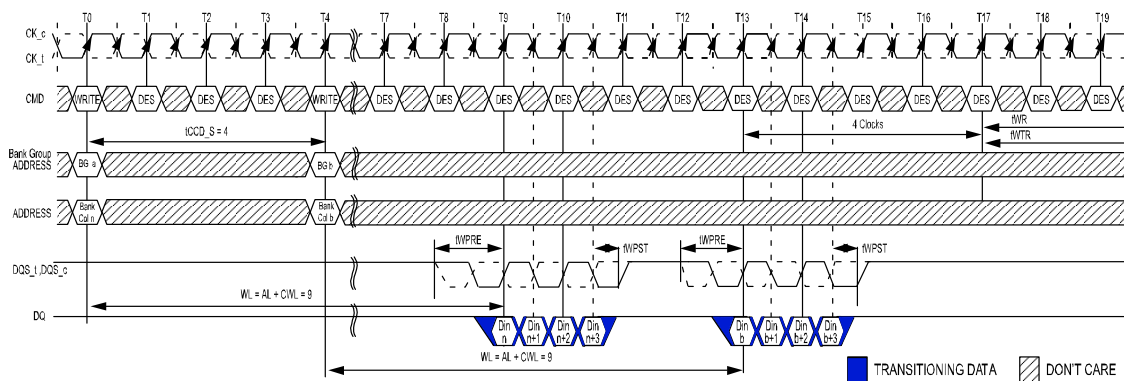 T0 T1 T2 T3 T4 T7 T8 T9 T10 T11 T12 T13 T14 T15 T16 T17 T18 T19
CK_c
CK_t
CMD WRITE DES DES DES WRITE DES DES DES DES DES DES DES DES DES DES DES DES DES
tCCD_S = 4 4 Clocks tWR
tWTR
Bank Group
ADDRESS BG a BG b
ADDRESS Bank Col n Bank Col b
tWPRE tWPST tWPRE tWPST
DQS_t ,DQS_c
WL = AL + CWL = 9
DQ Din n Din n+1 Din n+2 Din n+3 Din b Din b+1 Din b+2 Din b+3
WL = AL + CWL = 9
TRANSITIONING DATA DON'T CARE